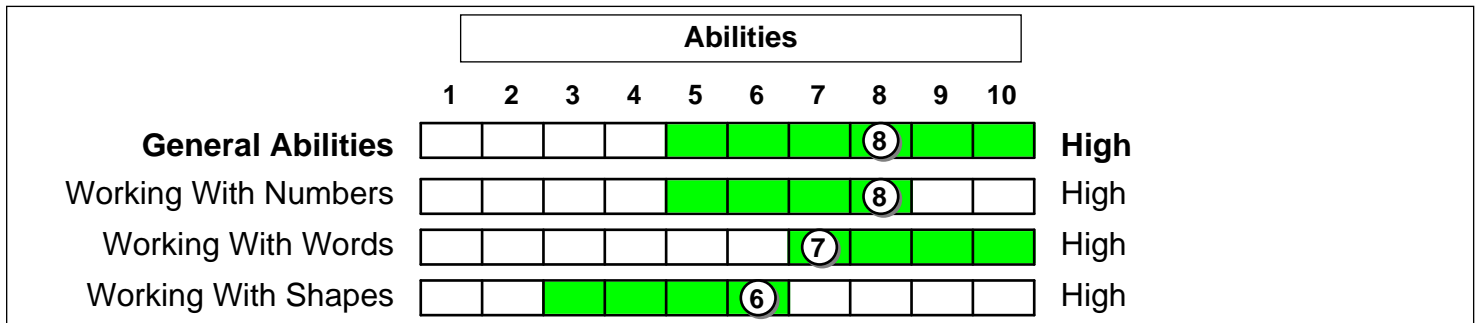 Abilities
1 2 3 4 5 6 7 8 9 10
General Abilities 8 High
Working With Numbers 8 High
Working With Words 7 High
Working With Shapes 6 High